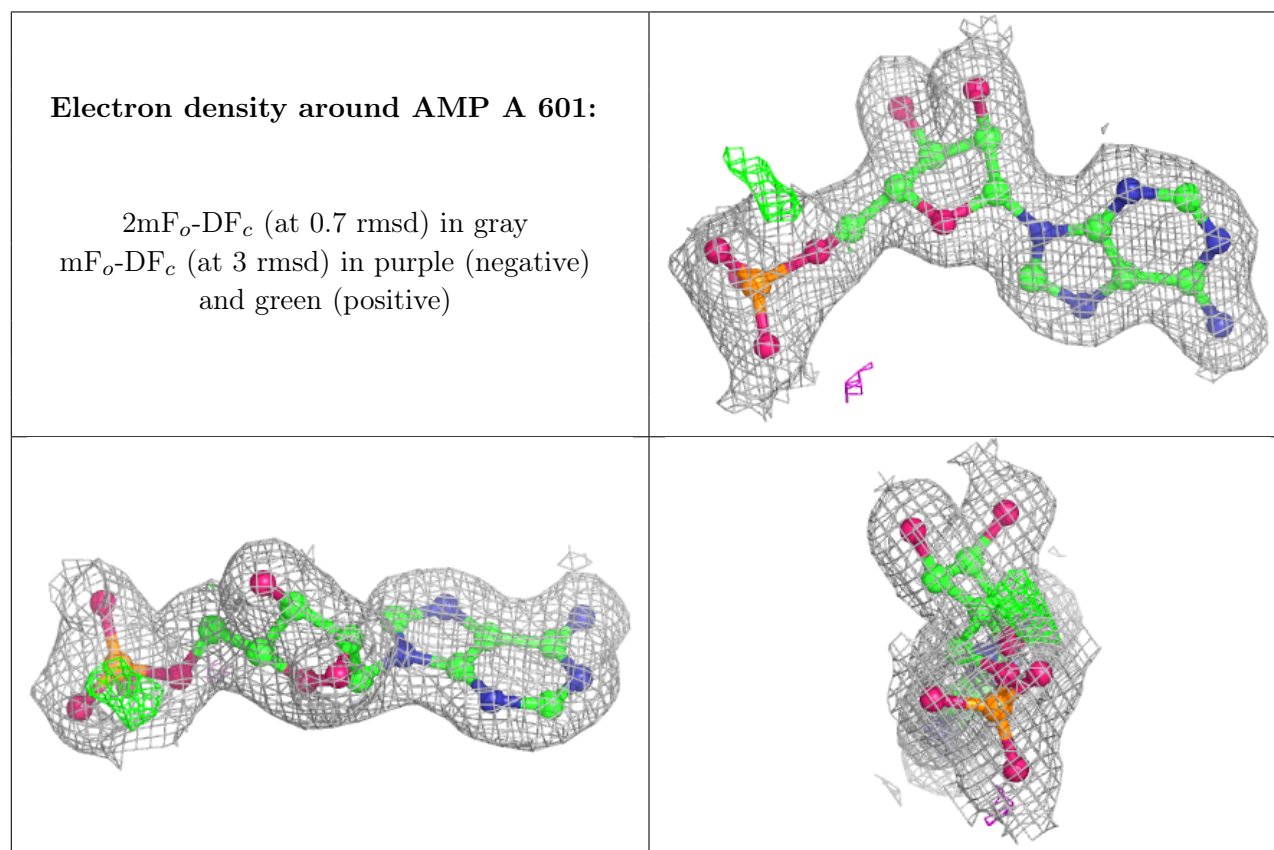 Electron density around AMP A 601:
2mFo-DFc (at 0.7 rmsd) in gray
mFo-DFc (at 3 rmsd) in purple (negative)
and green (positive)